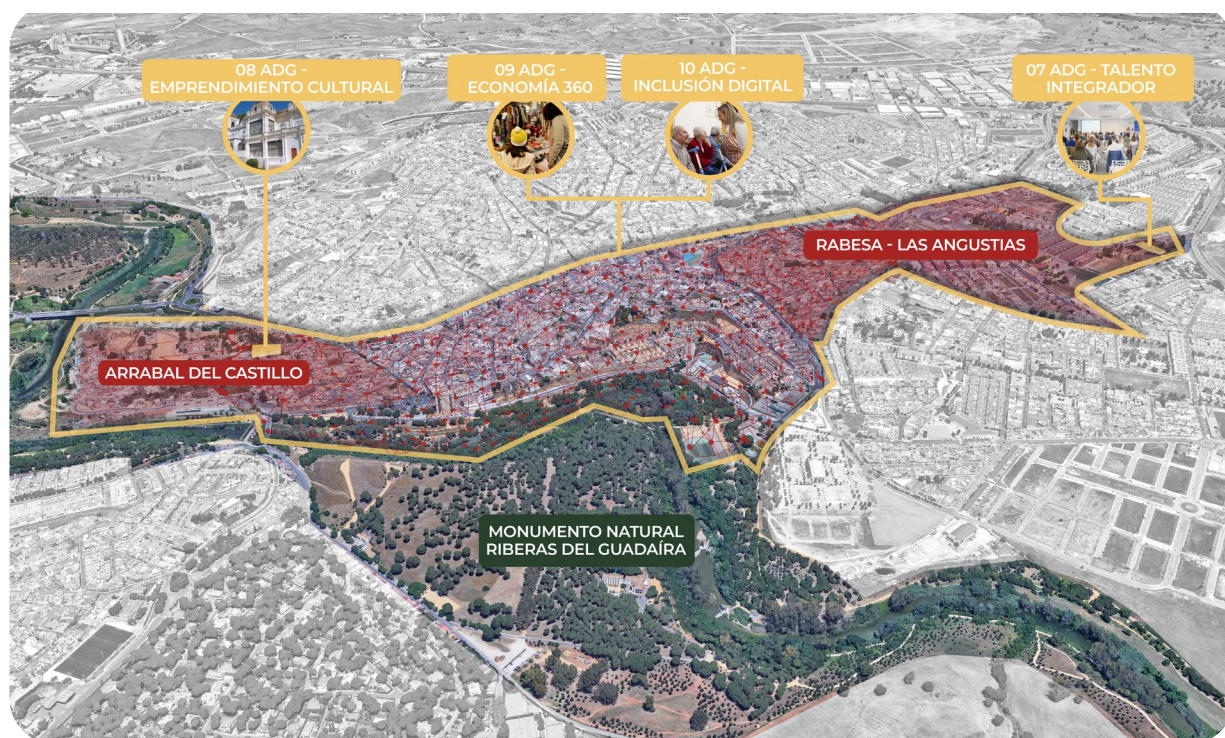 08 ADG -
EMPRENDIMIENTO CULTURAL
09 ADG -
ECONOMÍA 360
10 ADG -
INCLUSIÓN DIGITAL
07 ADG - TALENTO
INTEGRADOR
RABESA - LAS ANGUSTIAS
ARRABAL DEL CASTILLO
MONUMENTO NATURAL
RIBERAS DEL GUADAÍRA